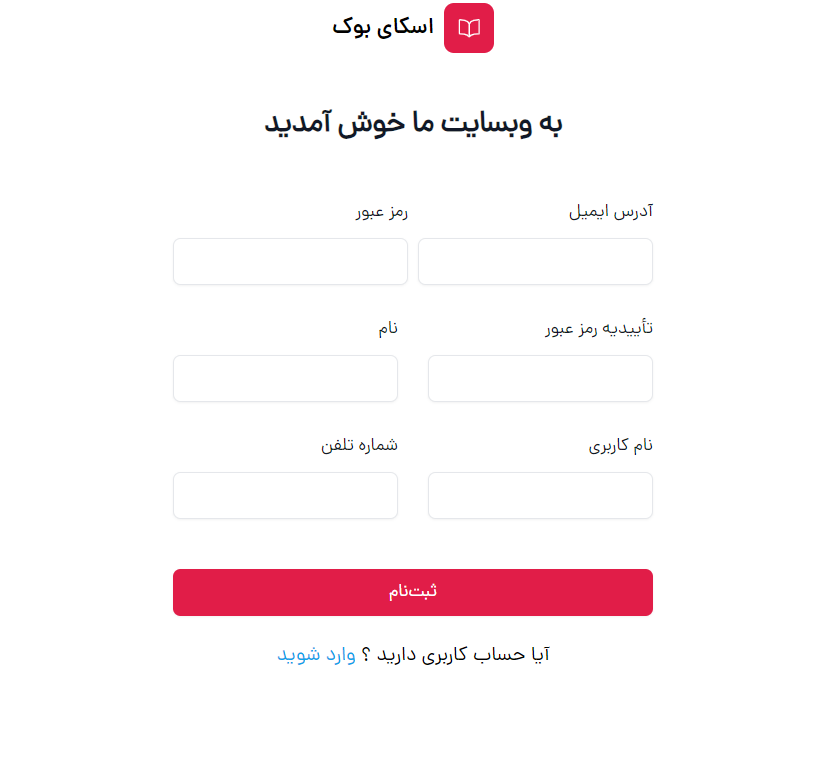 اسکای بوک
به وبسایت ما خوش آمدید
آدرس ایمیل
رمز عبور
تأییدیه رمز عبور
نام
نام کاربری
شماره تلفن
ثبت‌نام
آیا حساب کاربری دارید ؟ وارد شوید